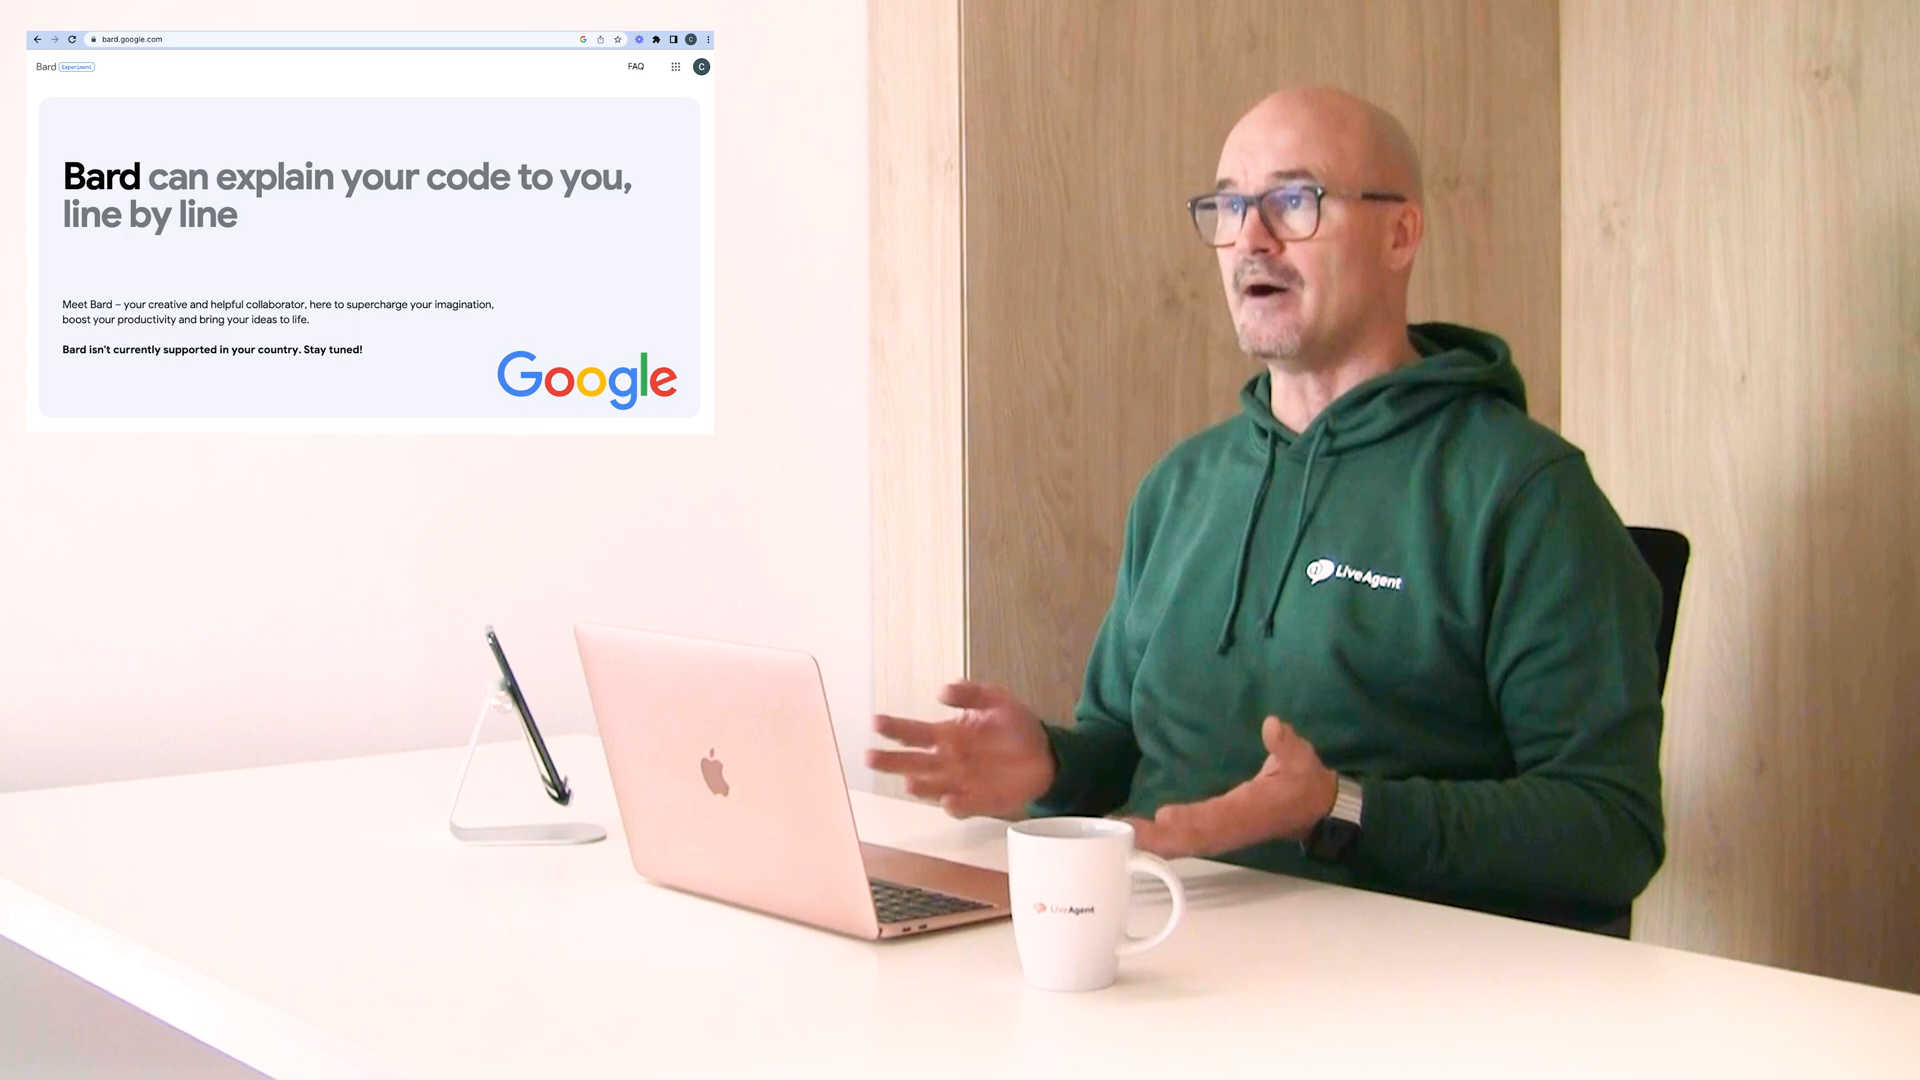 bard.google.com
Bard Experiment
FAQ
C
Bard can explain your code to you,
line by line
Meet Bard – your creative and helpful collaborator, here to supercharge your imagination,
boost your productivity and bring your ideas to life.
Bard isn't currently supported in your country. Stay tuned!
Google
LiveAgent
LiveAgent